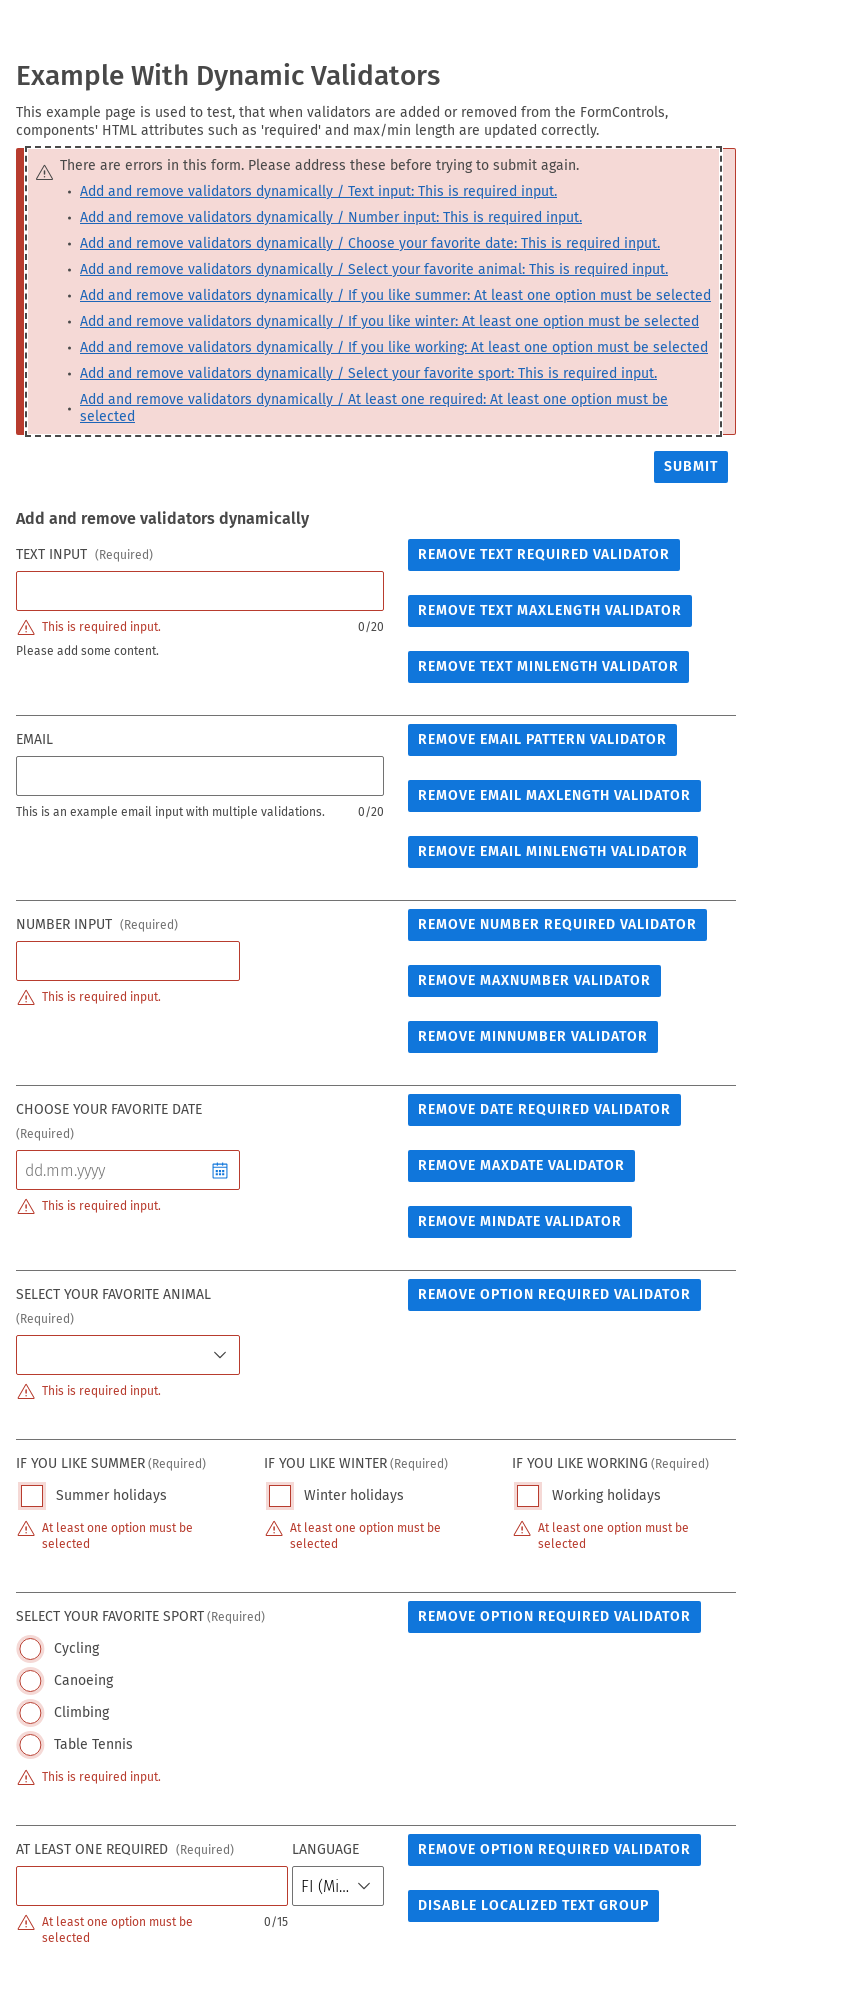 Example With Dynamic Validators
This example page is used to test, that when validators are added or removed from the FormControls,
components' HTML attributes such as 'required' and max/min length are updated correctly.
There are errors in this form. Please address these before trying to submit again.
• Add and remove validators dynamically / Text input: This is required input.
• Add and remove validators dynamically / Number input: This is required input.
• Add and remove validators dynamically / Choose your favorite date: This is required input.
• Add and remove validators dynamically / Select your favorite animal: This is required input.
• Add and remove validators dynamically / If you like summer: At least one option must be selected
• Add and remove validators dynamically / If you like winter: At least one option must be selected
• Add and remove validators dynamically / If you like working: At least one option must be selected
• Add and remove validators dynamically / Select your favorite sport: This is required input.
• Add and remove validators dynamically / At least one required: At least one option must be
selected
SUBMIT
Add and remove validators dynamically
TEXT INPUT (Required)
REMOVE TEXT REQUIRED VALIDATOR
REMOVE TEXT MAXLENGTH VALIDATOR
This is required input. 0/20
Please add some content.
REMOVE TEXT MINLENGTH VALIDATOR
EMAIL
REMOVE EMAIL PATTERN VALIDATOR
REMOVE EMAIL MAXLENGTH VALIDATOR
This is an example email input with multiple validations. 0/20
REMOVE EMAIL MINLENGTH VALIDATOR
NUMBER INPUT (Required)
REMOVE NUMBER REQUIRED VALIDATOR
REMOVE MAXNUMBER VALIDATOR
This is required input.
REMOVE MINNUMBER VALIDATOR
CHOOSE YOUR FAVORITE DATE
(Required)
REMOVE DATE REQUIRED VALIDATOR
dd.mm.yyyy
REMOVE MAXDATE VALIDATOR
This is required input.
REMOVE MINDATE VALIDATOR
SELECT YOUR FAVORITE ANIMAL
(Required)
REMOVE OPTION REQUIRED VALIDATOR
This is required input.
IF YOU LIKE SUMMER (Required)
Summer holidays
At least one option must be
selected
IF YOU LIKE WINTER (Required)
Winter holidays
At least one option must be
selected
IF YOU LIKE WORKING (Required)
Working holidays
At least one option must be
selected
SELECT YOUR FAVORITE SPORT (Required)
REMOVE OPTION REQUIRED VALIDATOR
Cycling
Canoeing
Climbing
Table Tennis
This is required input.
AT LEAST ONE REQUIRED (Required)
LANGUAGE
REMOVE OPTION REQUIRED VALIDATOR
FI (Mi...
DISABLE LOCALIZED TEXT GROUP
At least one option must be
selected
0/15